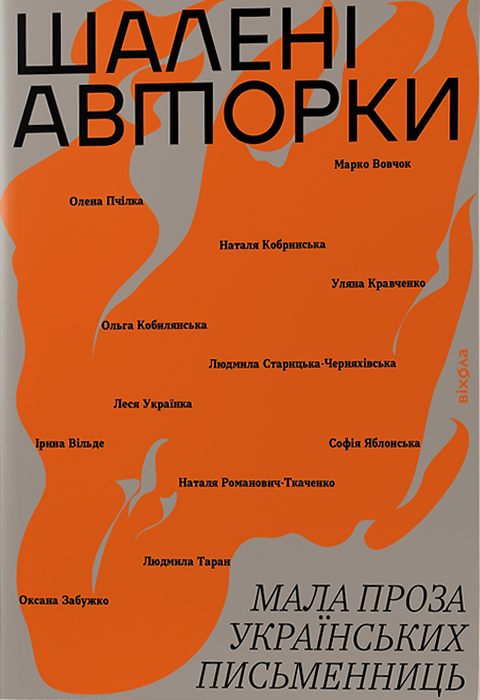 ШАЛЕНІ
АВТОРКИ
Марко Вовчок
Олена Пчілка
Наталя Кобринська
Уляна Кравченко
Ольга Кобилянська
Людмила Старицька-Черняхівська
віхола
Леся Українка
Ірина Вільде
Софія Яблонська
Наталя Романович-Ткаченко
Людмила Таран
Оксана Забужко
МАЛА ПРОЗА
УКРАЇНСЬКИХ
ПИСЬМЕННИЦЬ